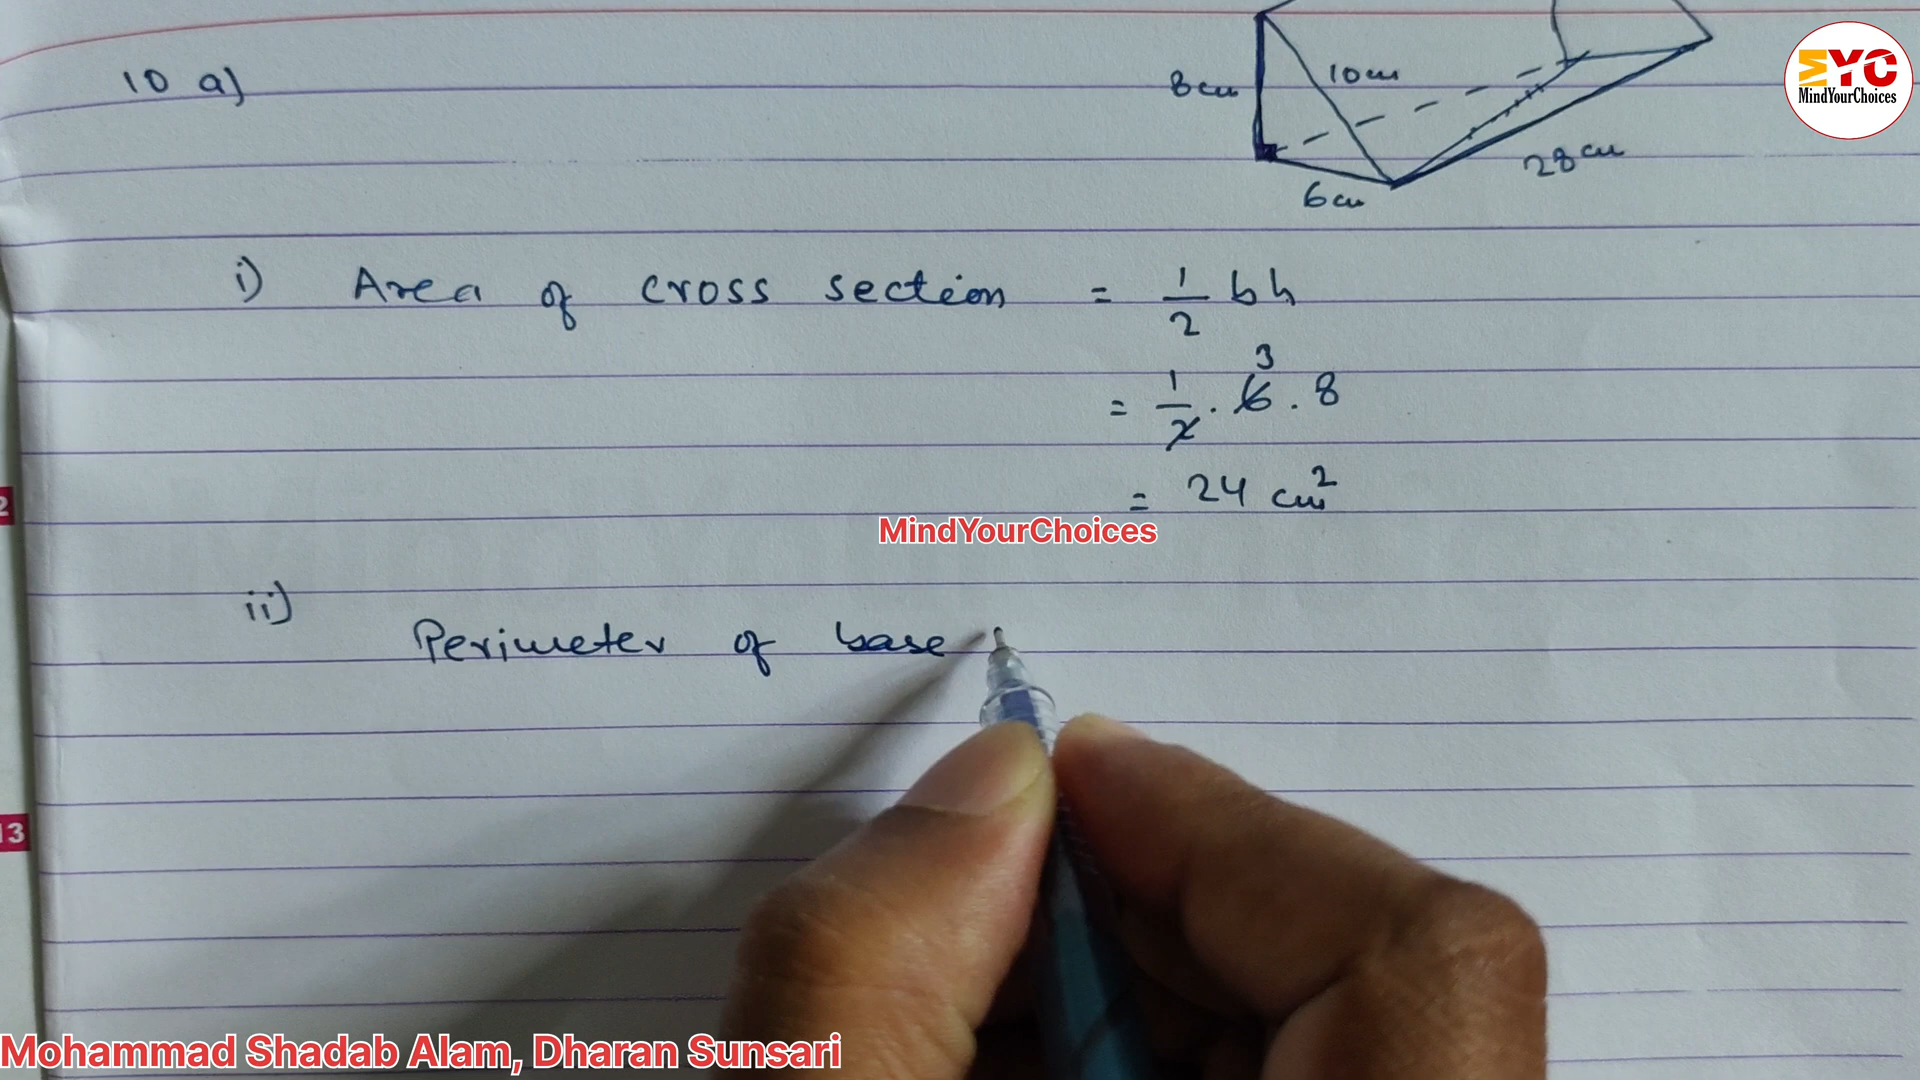 10 a)
8cm
10cm
28cm
6cm
i) Area of cross section = 1/2 bh
3
= 1/2 . 6 . 8
= 24 cm²
MindYourChoices
ii)
Perimeter of base
2
13
MYC
MindYourChoices
Mohammad Shadab Alam, Dharan Sunsari